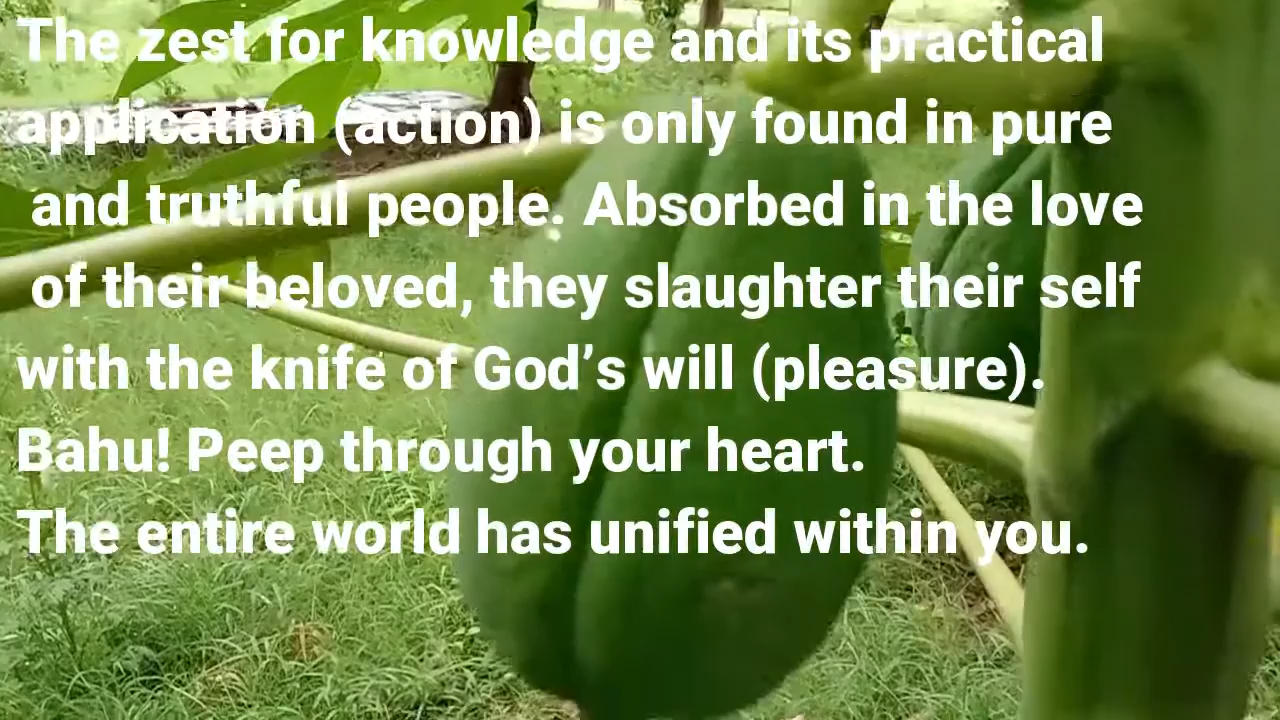 The zest for knowledge and its practical
application (action) is only found in pure
and truthful people. Absorbed in the love
of their beloved, they slaughter their self
with the knife of God’s will (pleasure).
Bahu! Peep through your heart.
The entire world has unified within you.